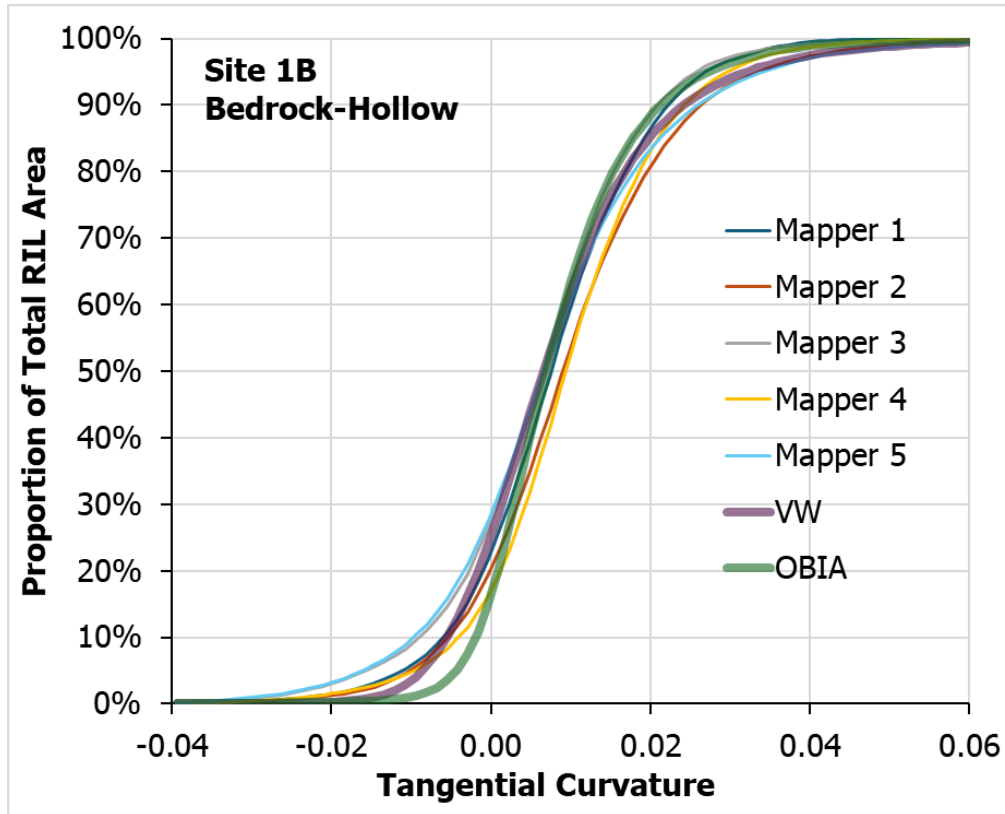 Site 1B
Bedrock-Hollow
Proportion of Total RIL Area
100%
90%
80%
70%
60%
50%
40%
30%
20%
10%
0%
Mapper 1
Mapper 2
Mapper 3
Mapper 4
Mapper 5
VW
OBIA
-0.04 -0.02 0.00 0.02 0.04 0.06
Tangential Curvature